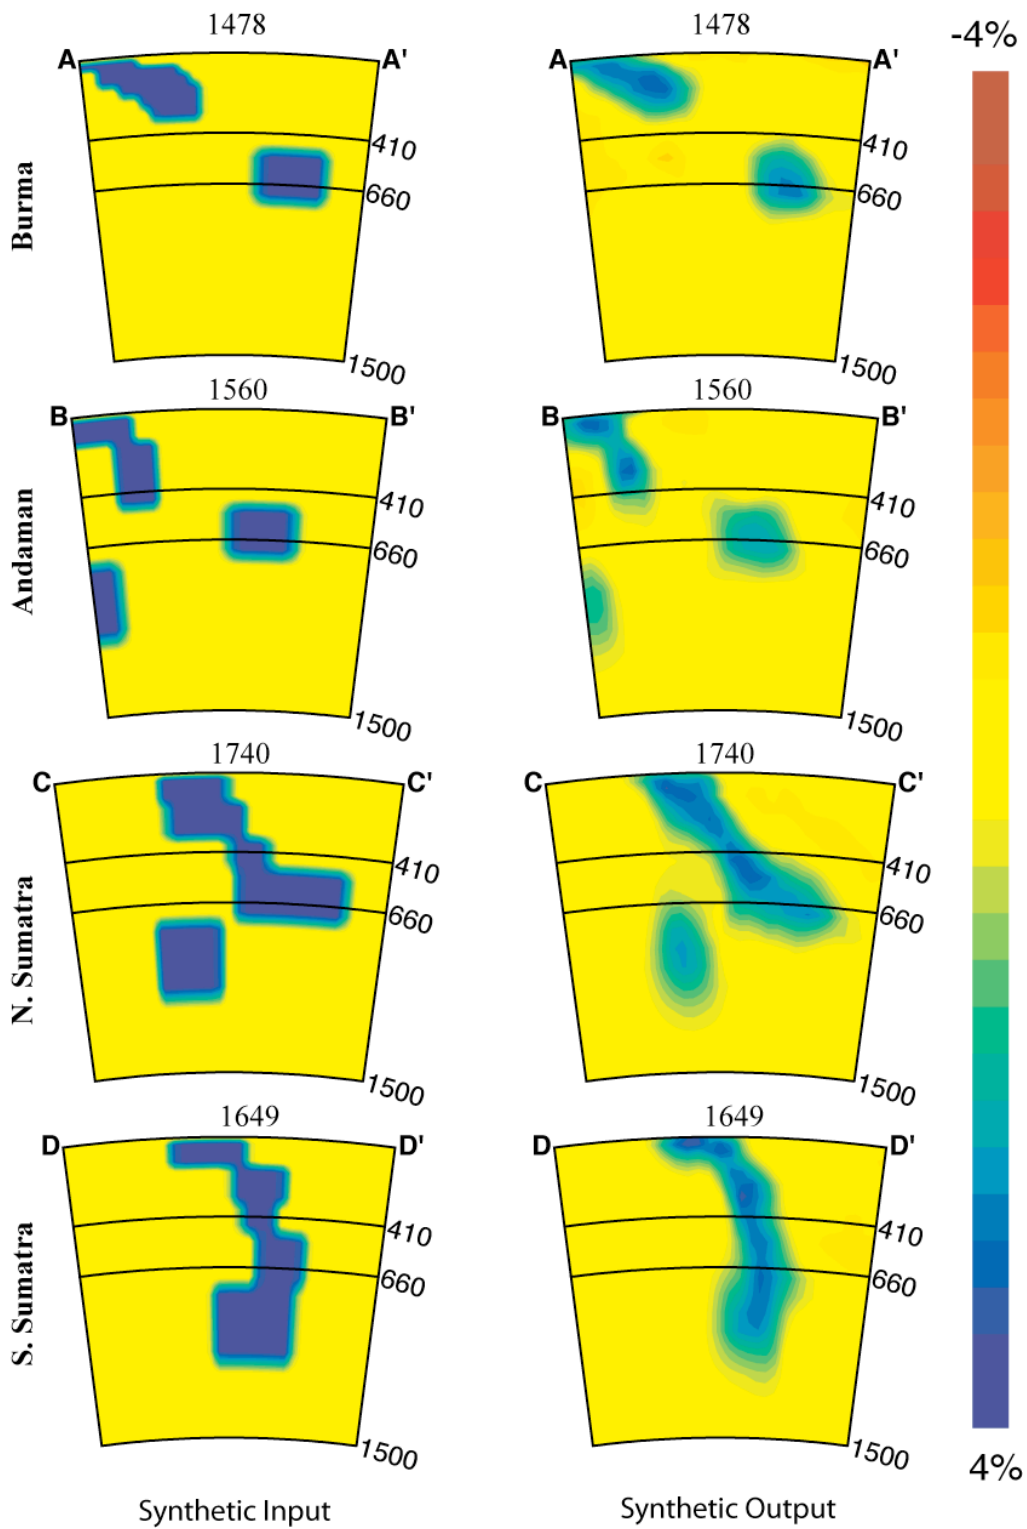 1478
1478
-4%
A
A'
A
A'
410
410
Burma
660
660
1500
1500
1560
1560
B
B'
B
B'
410
410
Andaman
660
660
1500
1500
1740
1740
C
C'
C
C'
410
410
N. Sumatra
660
660
1500
1500
1649
1649
D
D'
D
D'
410
410
S. Sumatra
660
660
1500
1500
4%
Synthetic Input
Synthetic Output